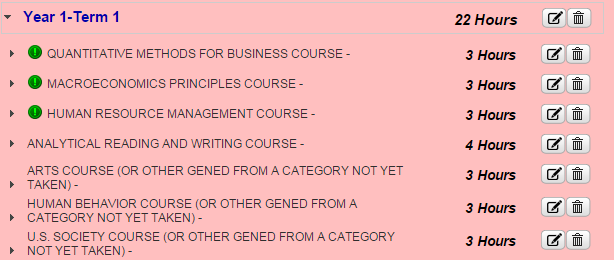 Year 1-Term 1 22 Hours
QUANTITATIVE METHODS FOR BUSINESS COURSE - 3 Hours
MACROECONOMICS PRINCIPLES COURSE - 3 Hours
HUMAN RESOURCE MANAGEMENT COURSE - 3 Hours
ANALYTICAL READING AND WRITING COURSE - 4 Hours
ARTS COURSE (OR OTHER GENED FROM A CATEGORY NOT YET
TAKEN) - 3 Hours
HUMAN BEHAVIOR COURSE (OR OTHER GENED FROM A
CATEGORY NOT YET TAKEN) - 3 Hours
U.S. SOCIETY COURSE (OR OTHER GENED FROM A CATEGORY
NOT YET TAKEN) - 3 Hours